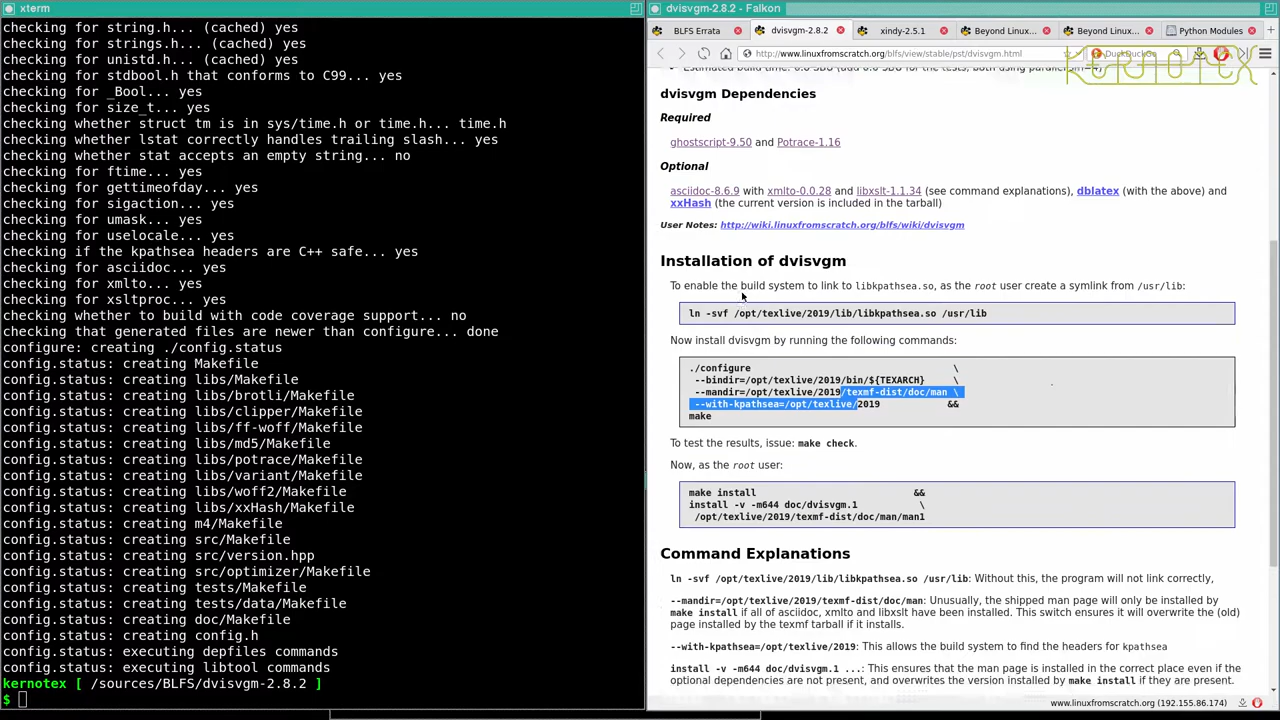 xterm
checking for string.h... (cached) yes
checking for strings.h... (cached) yes
checking for unistd.h... (cached) yes
checking for stdbool.h that conforms to C99... yes
checking for _Bool... yes
checking for size_t... yes
checking whether struct tm is in sys/time.h or time.h... time.h
checking whether lstat correctly handles trailing slash... yes
checking whether stat accepts an empty string... no
checking for ftime... yes
checking for gettimeofday... yes
checking for sigaction... yes
checking for umask... yes
checking for uselocale... yes
checking if the kpathsea headers are C++ safe... yes
checking for asciidoc... yes
checking for xmlto... yes
checking for xsltproc... yes
checking whether to build with code coverage support... no
checking that generated files are newer than configure... done
configure: creating ./config.status
config.status: creating Makefile
config.status: creating libs/Makefile
config.status: creating libs/brotli/Makefile
config.status: creating libs/clipper/Makefile
config.status: creating libs/ff-woff/Makefile
config.status: creating libs/md5/Makefile
config.status: creating libs/potrace/Makefile
config.status: creating libs/variant/Makefile
config.status: creating libs/woff2/Makefile
config.status: creating libs/xxHash/Makefile
config.status: creating m4/Makefile
config.status: creating src/Makefile
config.status: creating src/version.hpp
config.status: creating src/optimizer/Makefile
config.status: creating tests/Makefile
config.status: creating tests/data/Makefile
config.status: creating doc/Makefile
config.status: creating config.h
config.status: executing depfiles commands
config.status: executing libtool commands
kernotex [ /sources/BLFS/dvisvgm-2.8.2 ]
$
dvisvgm-2.8.2 - Falkon
BLFS Errata
dvisvgm-2.8.2
xindy-2.5.1
Beyond Linux...
Beyond Linux...
Python Modules
http://www.linuxfromscratch.org/blfs/view/stable/pst/dvisvgm.html
DuckDuckGo
KERNOTEX
dvisvgm Dependencies
Required
ghostscript-9.50 and Potrace-1.16
Optional
asciidoc-8.6.9 with xmlto-0.0.28 and libxslt-1.1.34 (see command explanations), dblatex (with the above) and
xxHash (the current version is included in the tarball)
User Notes: http://wiki.linuxfromscratch.org/blfs/wiki/dvisvgm
Installation of dvisvgm
To enable the build system to link to libkpathsea.so, as the root user create a symlink from /usr/lib:
ln -svf /opt/texlive/2019/lib/libkpathsea.so /usr/lib
Now install dvisvgm by running the following commands:
./configure \
--bindir=/opt/texlive/2019/bin/${TEXARCH} \
--mandir=/opt/texlive/2019/texmf-dist/doc/man \
--with-kpathsea=/opt/texlive/2019 &&
make
To test the results, issue: make check.
Now, as the root user:
make install &&
install -v -m644 doc/dvisvgm.1 \
/opt/texlive/2019/texmf-dist/doc/man/man1
Command Explanations
ln -svf /opt/texlive/2019/lib/libkpathsea.so /usr/lib: Without this, the program will not link correctly,
--mandir=/opt/texlive/2019/texmf-dist/doc/man: Unusually, the shipped man page will only be installed by
make install if all of asciidoc, xmlto and libxslt have been installed. This switch ensures it will overwrite the (old)
page installed by the texmf tarball if it installs.
--with-kpathsea=/opt/texlive/2019: This allows the build system to find the headers for kpathsea
install -v -m644 doc/dvisvgm.1 ...: This ensures that the man page is installed in the correct place even if the
optional dependencies are not present, and overwrites the version installed by make install if they are present.
www.linuxfromscratch.org (192.155.86.174)